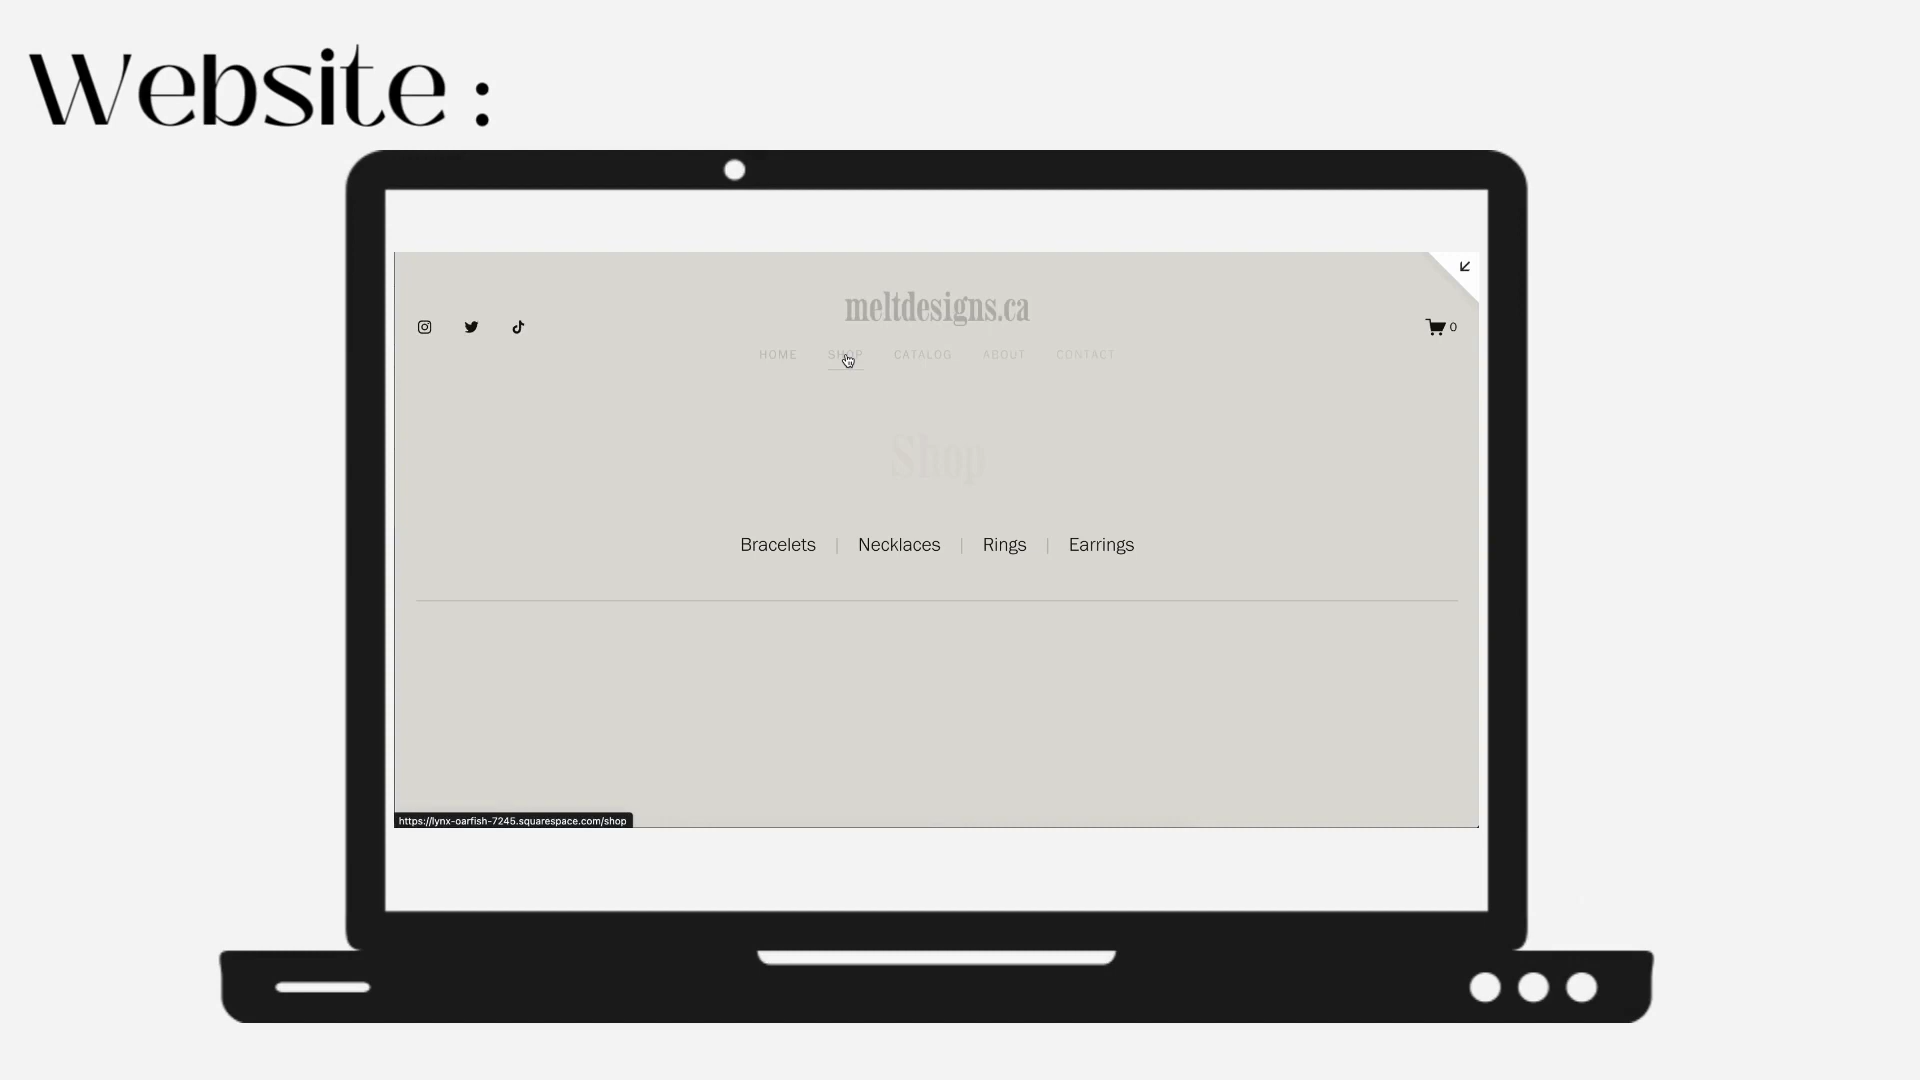 Website :
meltdesigns.ca
0
HOME SHOP CATALOG ABOUT CONTACT
Shop
Bracelets | Necklaces | Rings | Earrings
https://lynx-oarfish-7245.squarespace.com/shop